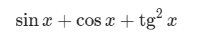 sin x + cos x + tg² x